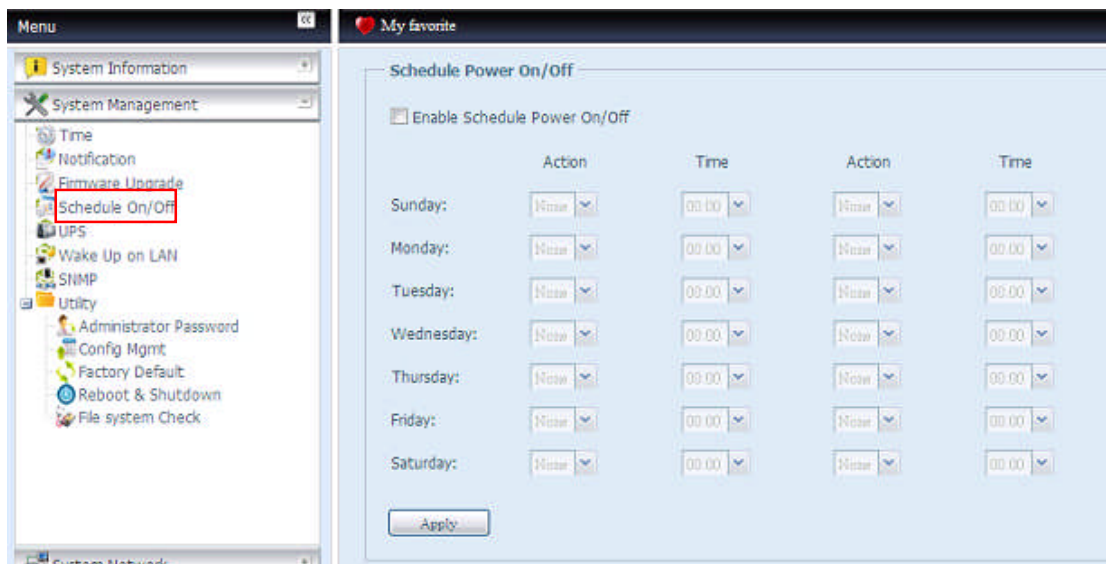 Menu
My favorite
System Information
System Management
Time
Notification
Firmware Upgrade
Schedule On/Off
UPS
Wake Up on LAN
SNMP
Utility
Administrator Password
Config Mgmt
Factory Default
Reboot & Shutdown
File system Check
System Network
Schedule Power On/Off
Enable Schedule Power On/Off
Action Time Action Time
Sunday: None 00:00 None 00:00
Monday: None 00:00 None 00:00
Tuesday: None 00:00 None 00:00
Wednesday: None 00:00 None 00:00
Thursday: None 00:00 None 00:00
Friday: None 00:00 None 00:00
Saturday: None 00:00 None 00:00
Apply